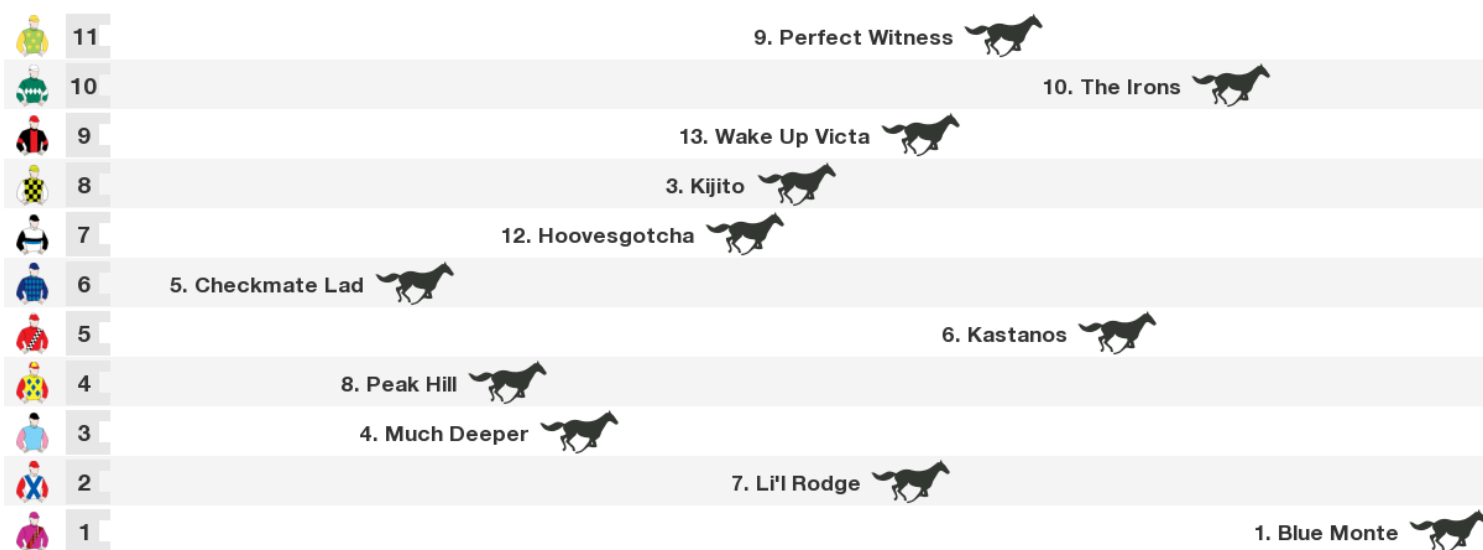 11 9. Perfect Witness
10 10. The Irons
9 13. Wake Up Victa
8 3. Kijito
7 12. Hoovesgotcha
6 5. Checkmate Lad
5 6. Kastanos
4 8. Peak Hill
3 4. Much Deeper
2 7. Li'l Rodge
1 1. Blue Monte